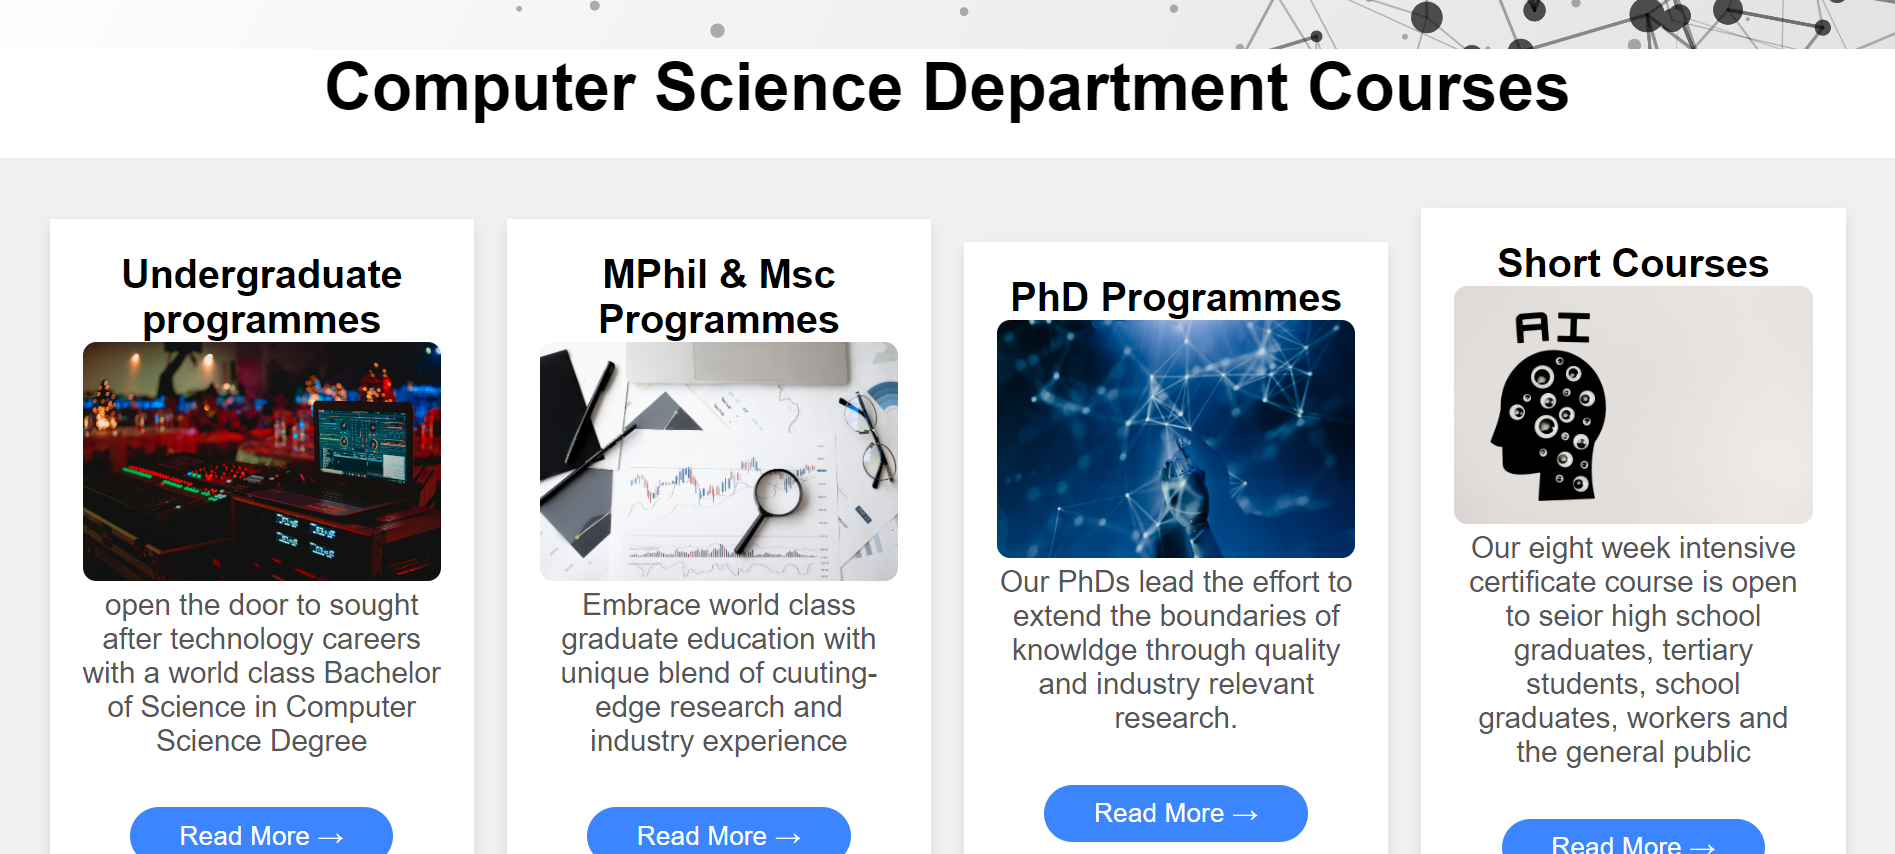 Computer Science Department Courses
Undergraduate
programmes
open the door to sought
after technology careers
with a world class Bachelor
of Science in Computer
Science Degree
Read More →
MPhil & Msc
Programmes
Embrace world class
graduate education with
unique blend of cuuting-
edge research and
industry experience
Read More →
PhD Programmes
Our PhDs lead the effort to
extend the boundaries of
knowldge through quality
and industry relevant
research.
Read More →
Short Courses
AI
Our eight week intensive
certificate course is open
to seior high school
graduates, tertiary
students, school
graduates, workers and
the general public
Read More →